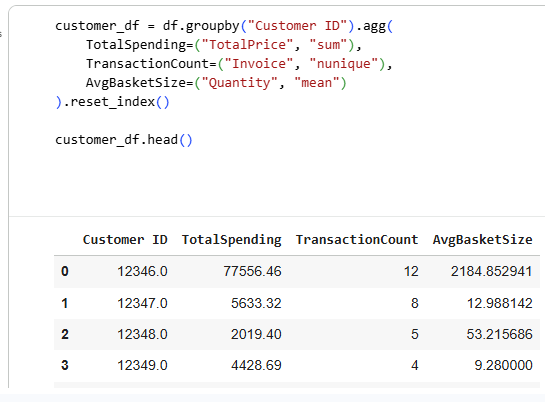 customer_df = df.groupby("Customer ID").agg(
    TotalSpending=("TotalPrice", "sum"),
    TransactionCount=("Invoice", "nunique"),
    AvgBasketSize=("Quantity", "mean")
).reset_index()

customer_df.head()

Customer ID TotalSpending TransactionCount AvgBasketSize
0 12346.0 77556.46 12 2184.852941
1 12347.0 5633.32 8 12.988142
2 12348.0 2019.40 5 53.215686
3 12349.0 4428.69 4 9.280000